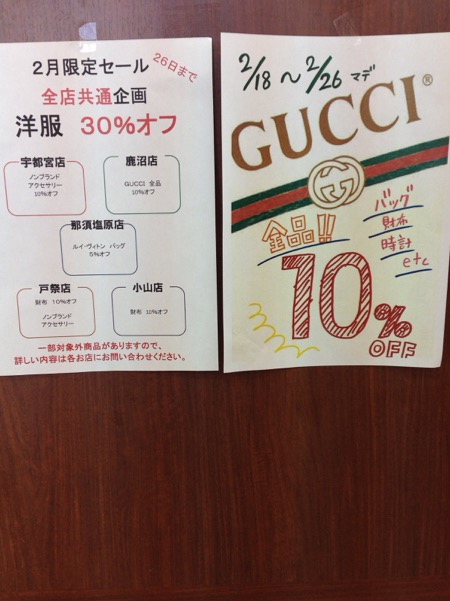 2月限定セール
26日まで
全店共通企画
洋服 30%オフ
宇都宮店
ノンブランド
アクセサリー
10%オフ
鹿沼店
GUCCI 全品
10%オフ
那須塩原店
ルイ・ヴィトン バッグ
5%オフ
戸祭店
財布 10%オフ
ノンブランド
アクセサリー
小山店
財布 10%オフ
一部対象外商品がありますので、
詳しい内容は各お店にお問い合わせください。
2/18 ～ 2/26 マデ
GUCCI®
全品!!
バッグ
財布
時計
etc
10%
OFF